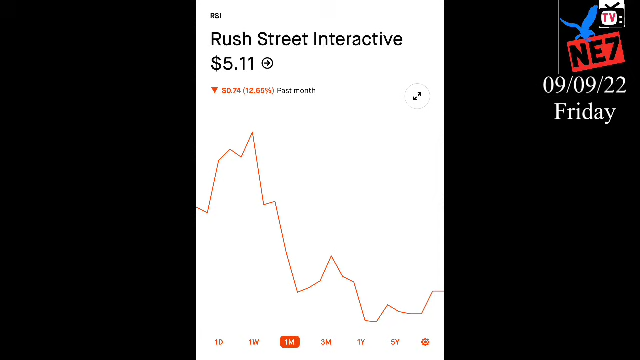 RSI
Rush Street Interactive
$5.11
$0.74 (12.65%) Past month
1D 1W 1M 3M 1Y 5Y
TV
NE7
09/09/22
Friday